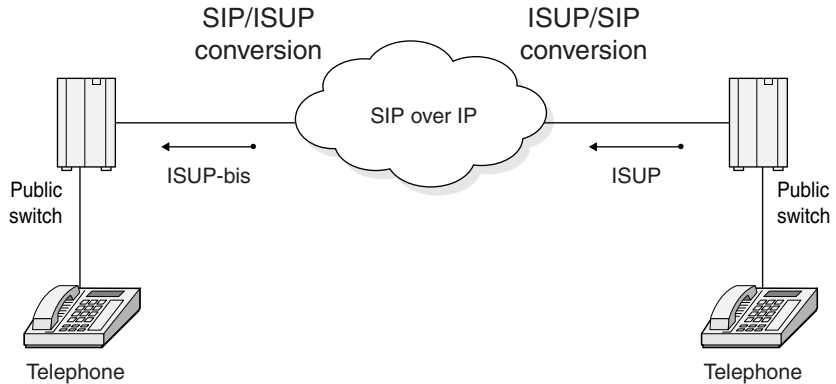 SIP/ISUP
conversion
ISUP/SIP
conversion
SIP over IP
ISUP-bis
ISUP
Public
switch
Public
switch
Telephone
Telephone